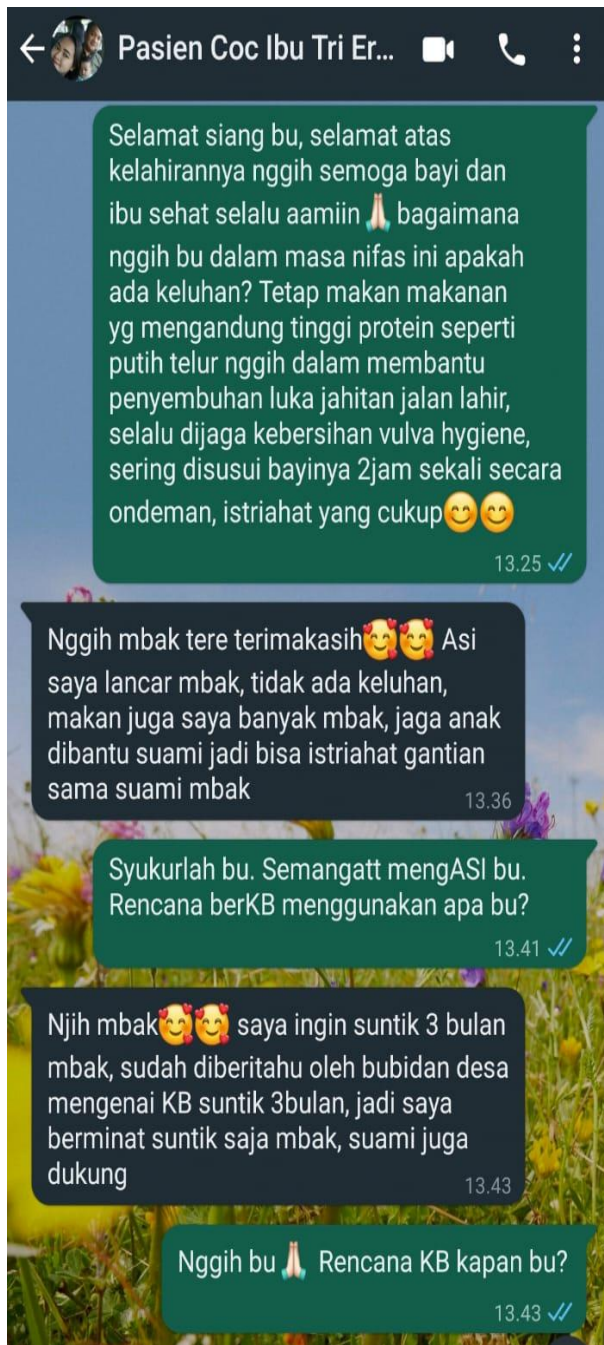 Pasien Coc Ibu Tri Er...
Selamat siang bu, selamat atas
kelahirannya nggih semoga bayi dan
ibu sehat selalu aamiin🙏🏻 bagaimana
nggih bu dalam masa nifas ini apakah
ada keluhan? Tetap makan makanan
yg mengandung tinggi protein seperti
putih telur nggih dalam membantu
penyembuhan luka jahitan jalan lahir,
selalu dijaga kebersihan vulva hygiene,
sering disusui bayinya 2jam sekali secara
ondeman, istriahat yang cukup😊😊
13.25
Nggih mbak tere terimakasih🥰🥰 Asi
saya lancar mbak, tidak ada keluhan,
makan juga saya banyak mbak, jaga anak
dibantu suami jadi bisa istriahat gantian
sama suami mbak
13.36
Syukurlah bu. Semangatt mengASI bu.
Rencana berKB menggunakan apa bu?
13.41
Njih mbak🥰🥰 saya ingin suntik 3 bulan
mbak, sudah diberitahu oleh bubidan desa
mengenai KB suntik 3bulan, jadi saya
berminat suntik saja mbak, suami juga
dukung
13.43
Nggih bu🙏🏻 Rencana KB kapan bu?
13.43